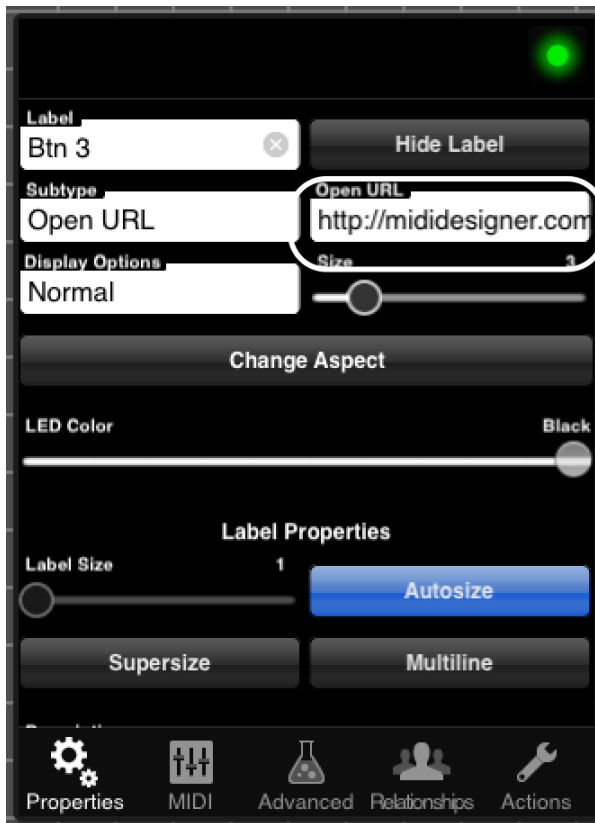 Label
Btn 3
Hide Label
Subtype
Open URL
Open URL
http://mididesigner.com
Display Options
Normal
Size 3
Change Aspect
LED Color Black
Label Properties
Label Size 1
Autosize
Supersize Multiline
Properties MIDI Advanced Relationships Actions